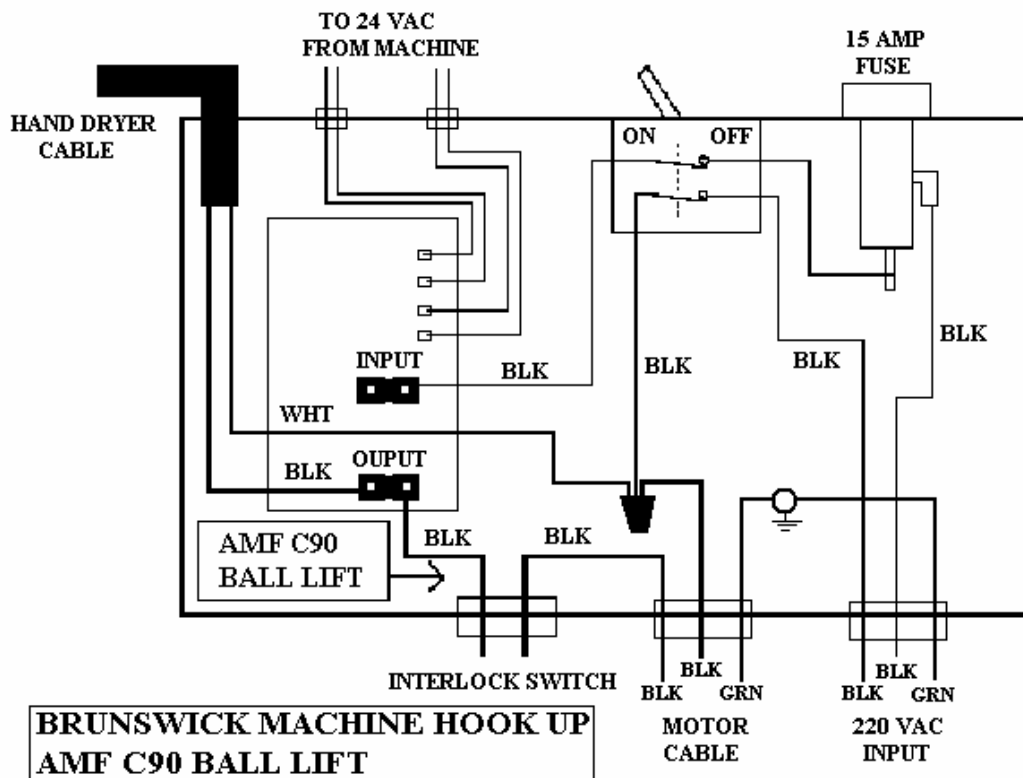 TO 24 VAC
FROM MACHINE
15 AMP
FUSE
HAND DRYER
CABLE
ON OFF
INPUT
BLK
BLK
BLK
BLK
WHT
OUPUT
BLK
AMF C90
BALL LIFT
BLK
BLK
INTERLOCK SWITCH
BLK
BLK
GRN
BLK
BLK
GRN
MOTOR
CABLE
220 VAC
INPUT
BRUNSWICK MACHINE HOOK UP
AMF C90 BALL LIFT